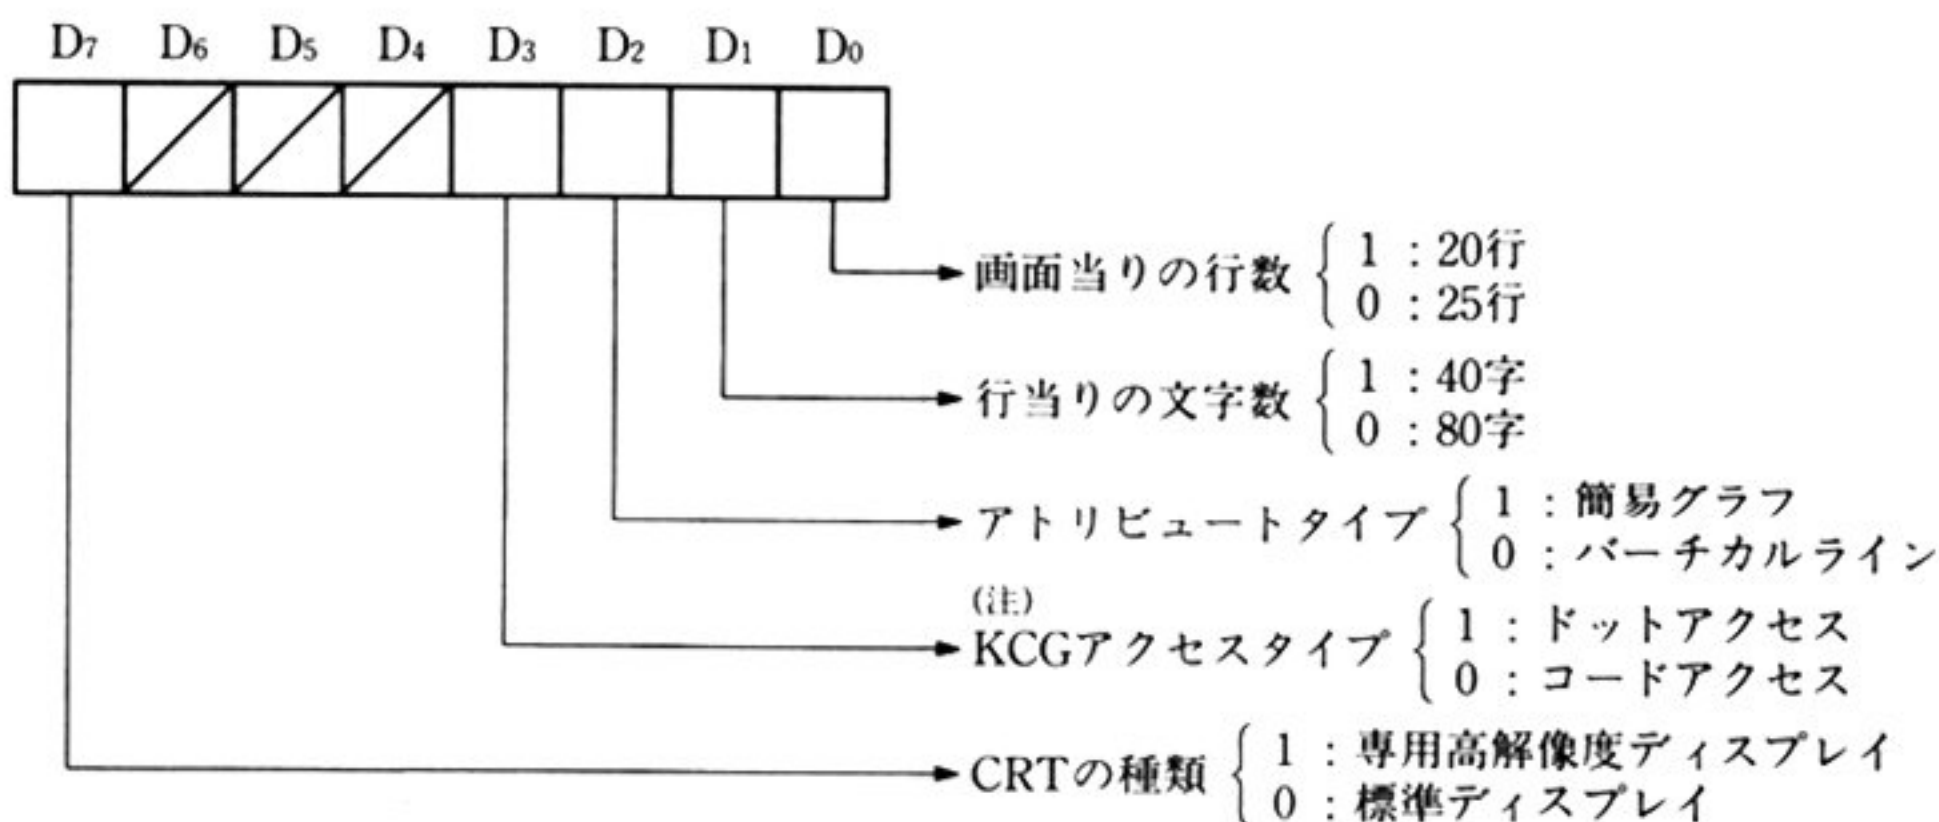 D7 D6 D5 D4 D3 D2 D1 D0
画面当りの行数 { 1 : 20行
0 : 25行
行当りの文字数 { 1 : 40字
0 : 80字
アトリビュートタイプ { 1 : 簡易グラフ
0 : バーチカルライン
(注)
KCGアクセスタイプ { 1 : ドットアクセス
0 : コードアクセス
CRTの種類 { 1 : 専用高解像度ディスプレイ
0 : 標準ディスプレイ